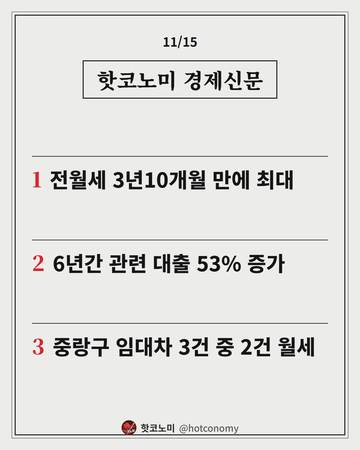 11/15
핫코노미 경제신문
1 전월세 3년10개월 만에 최대
2 6년간 관련 대출 53% 증가
3 중랑구 임대차 3건 중 2건 월세
핫코노미 @hotconomy